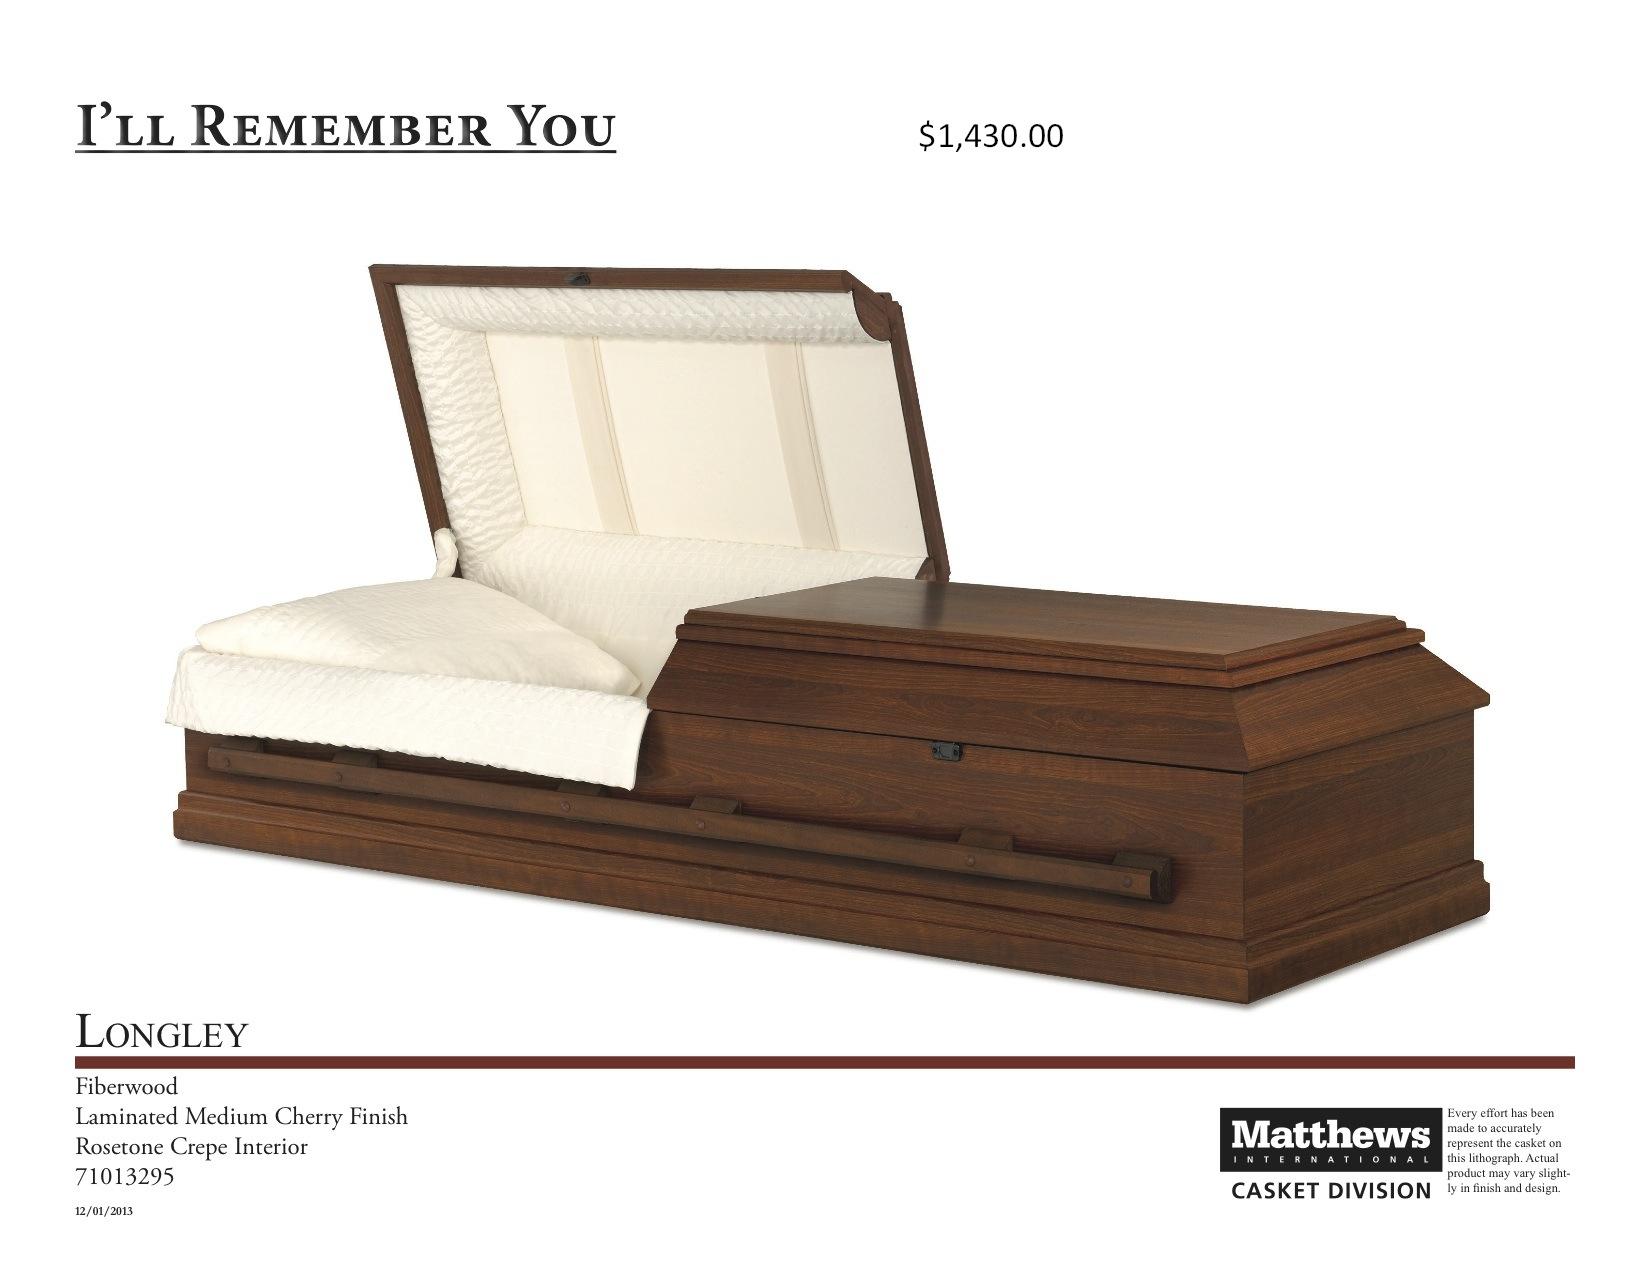 I'll Remember You
$1,430.00
Longley
Fiberwood
Laminated Medium Cherry Finish
Rosetone Crepe Interior
71013295
12/01/2013
Matthews
INTERNATIONAL
CASKET DIVISION
Every effort has been
made to accurately
represent the casket on
this lithograph. Actual
product may vary slight-
ly in finish and design.